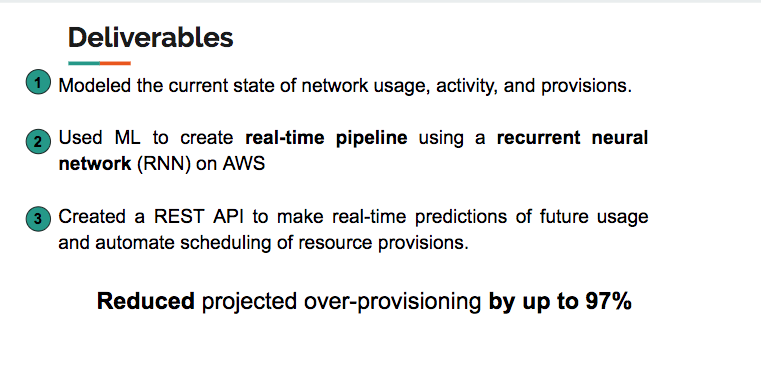 Deliverables
1 Modeled the current state of network usage, activity, and provisions.
2 Used ML to create real-time pipeline using a recurrent neural
network (RNN) on AWS
3 Created a REST API to make real-time predictions of future usage
and automate scheduling of resource provisions.
Reduced projected over-provisioning by up to 97%